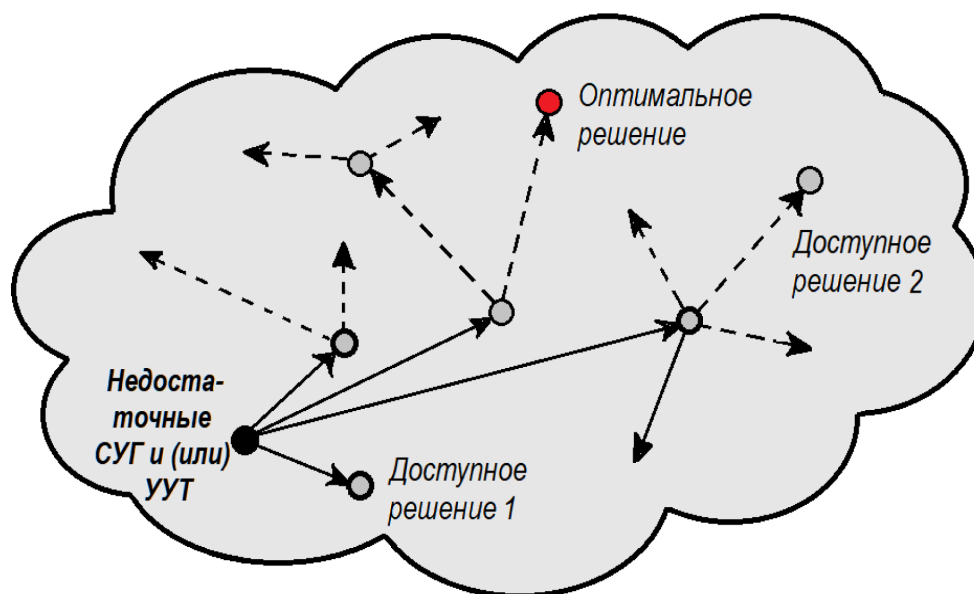 Оптимальное
решение
Доступное
решение 2
Недоста-
точные
СУГ и (или)
УУТ
Доступное
решение 1